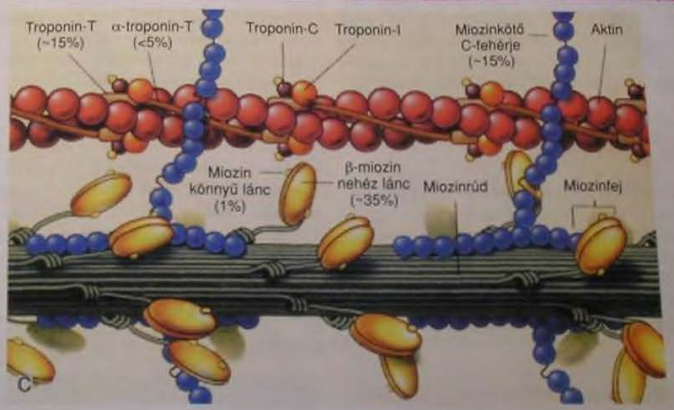 Troponin-T
(~15%)
α-troponin-T
(<5%)
Troponin-C
Troponin-I
Miozinkötő
C-fehérje
(~15%)
Aktin
Miozin
könnyű lánc
(1%)
β-miozin
nehéz lánc
(~35%)
Miozinrúd
Miozinfej
C